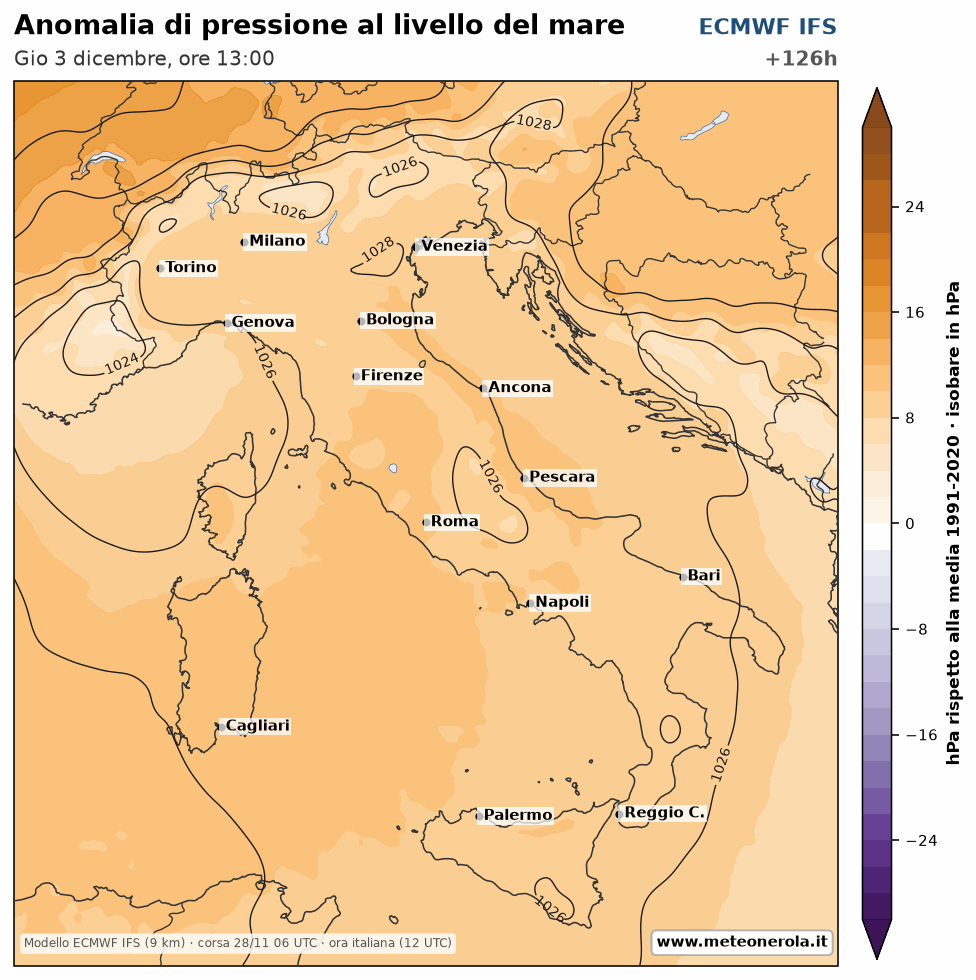 Anomalia di pressione al livello del mare
ECMWF IFS
Gio 3 dicembre, ore 13:00
+126h
1028
1026
1026
Milano
1028
Venezia
Torino
Genova
Bologna
1024
1026
Firenze
Ancona
1026
Pescara
Roma
Bari
Napoli
Cagliari
1026
Palermo
Reggio C.
1026
Modello ECMWF IFS (9 km) · corsa 28/11 06 UTC · ora italiana (12 UTC)
www.meteonerola.it
24
16
8
0
−8
−16
−24
hPa rispetto alla media 1991-2020 · isobare in hPa